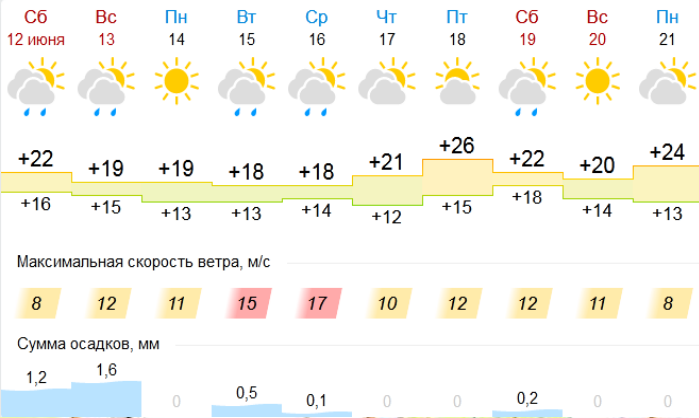 Сб Вс Пн Вт Ср Чт Пт Сб Вс Пн
12 июня 13 14 15 16 17 18 19 20 21
+22 +19 +19 +18 +18 +21 +26 +22 +20 +24
+16 +15 +13 +13 +14 +12 +15 +18 +14 +13
Максимальная скорость ветра, м/с
8 12 11 15 17 10 12 12 11 8
Сумма осадков, мм
1,2 1,6 0 0,5 0,1 0 0 0,2 0 0